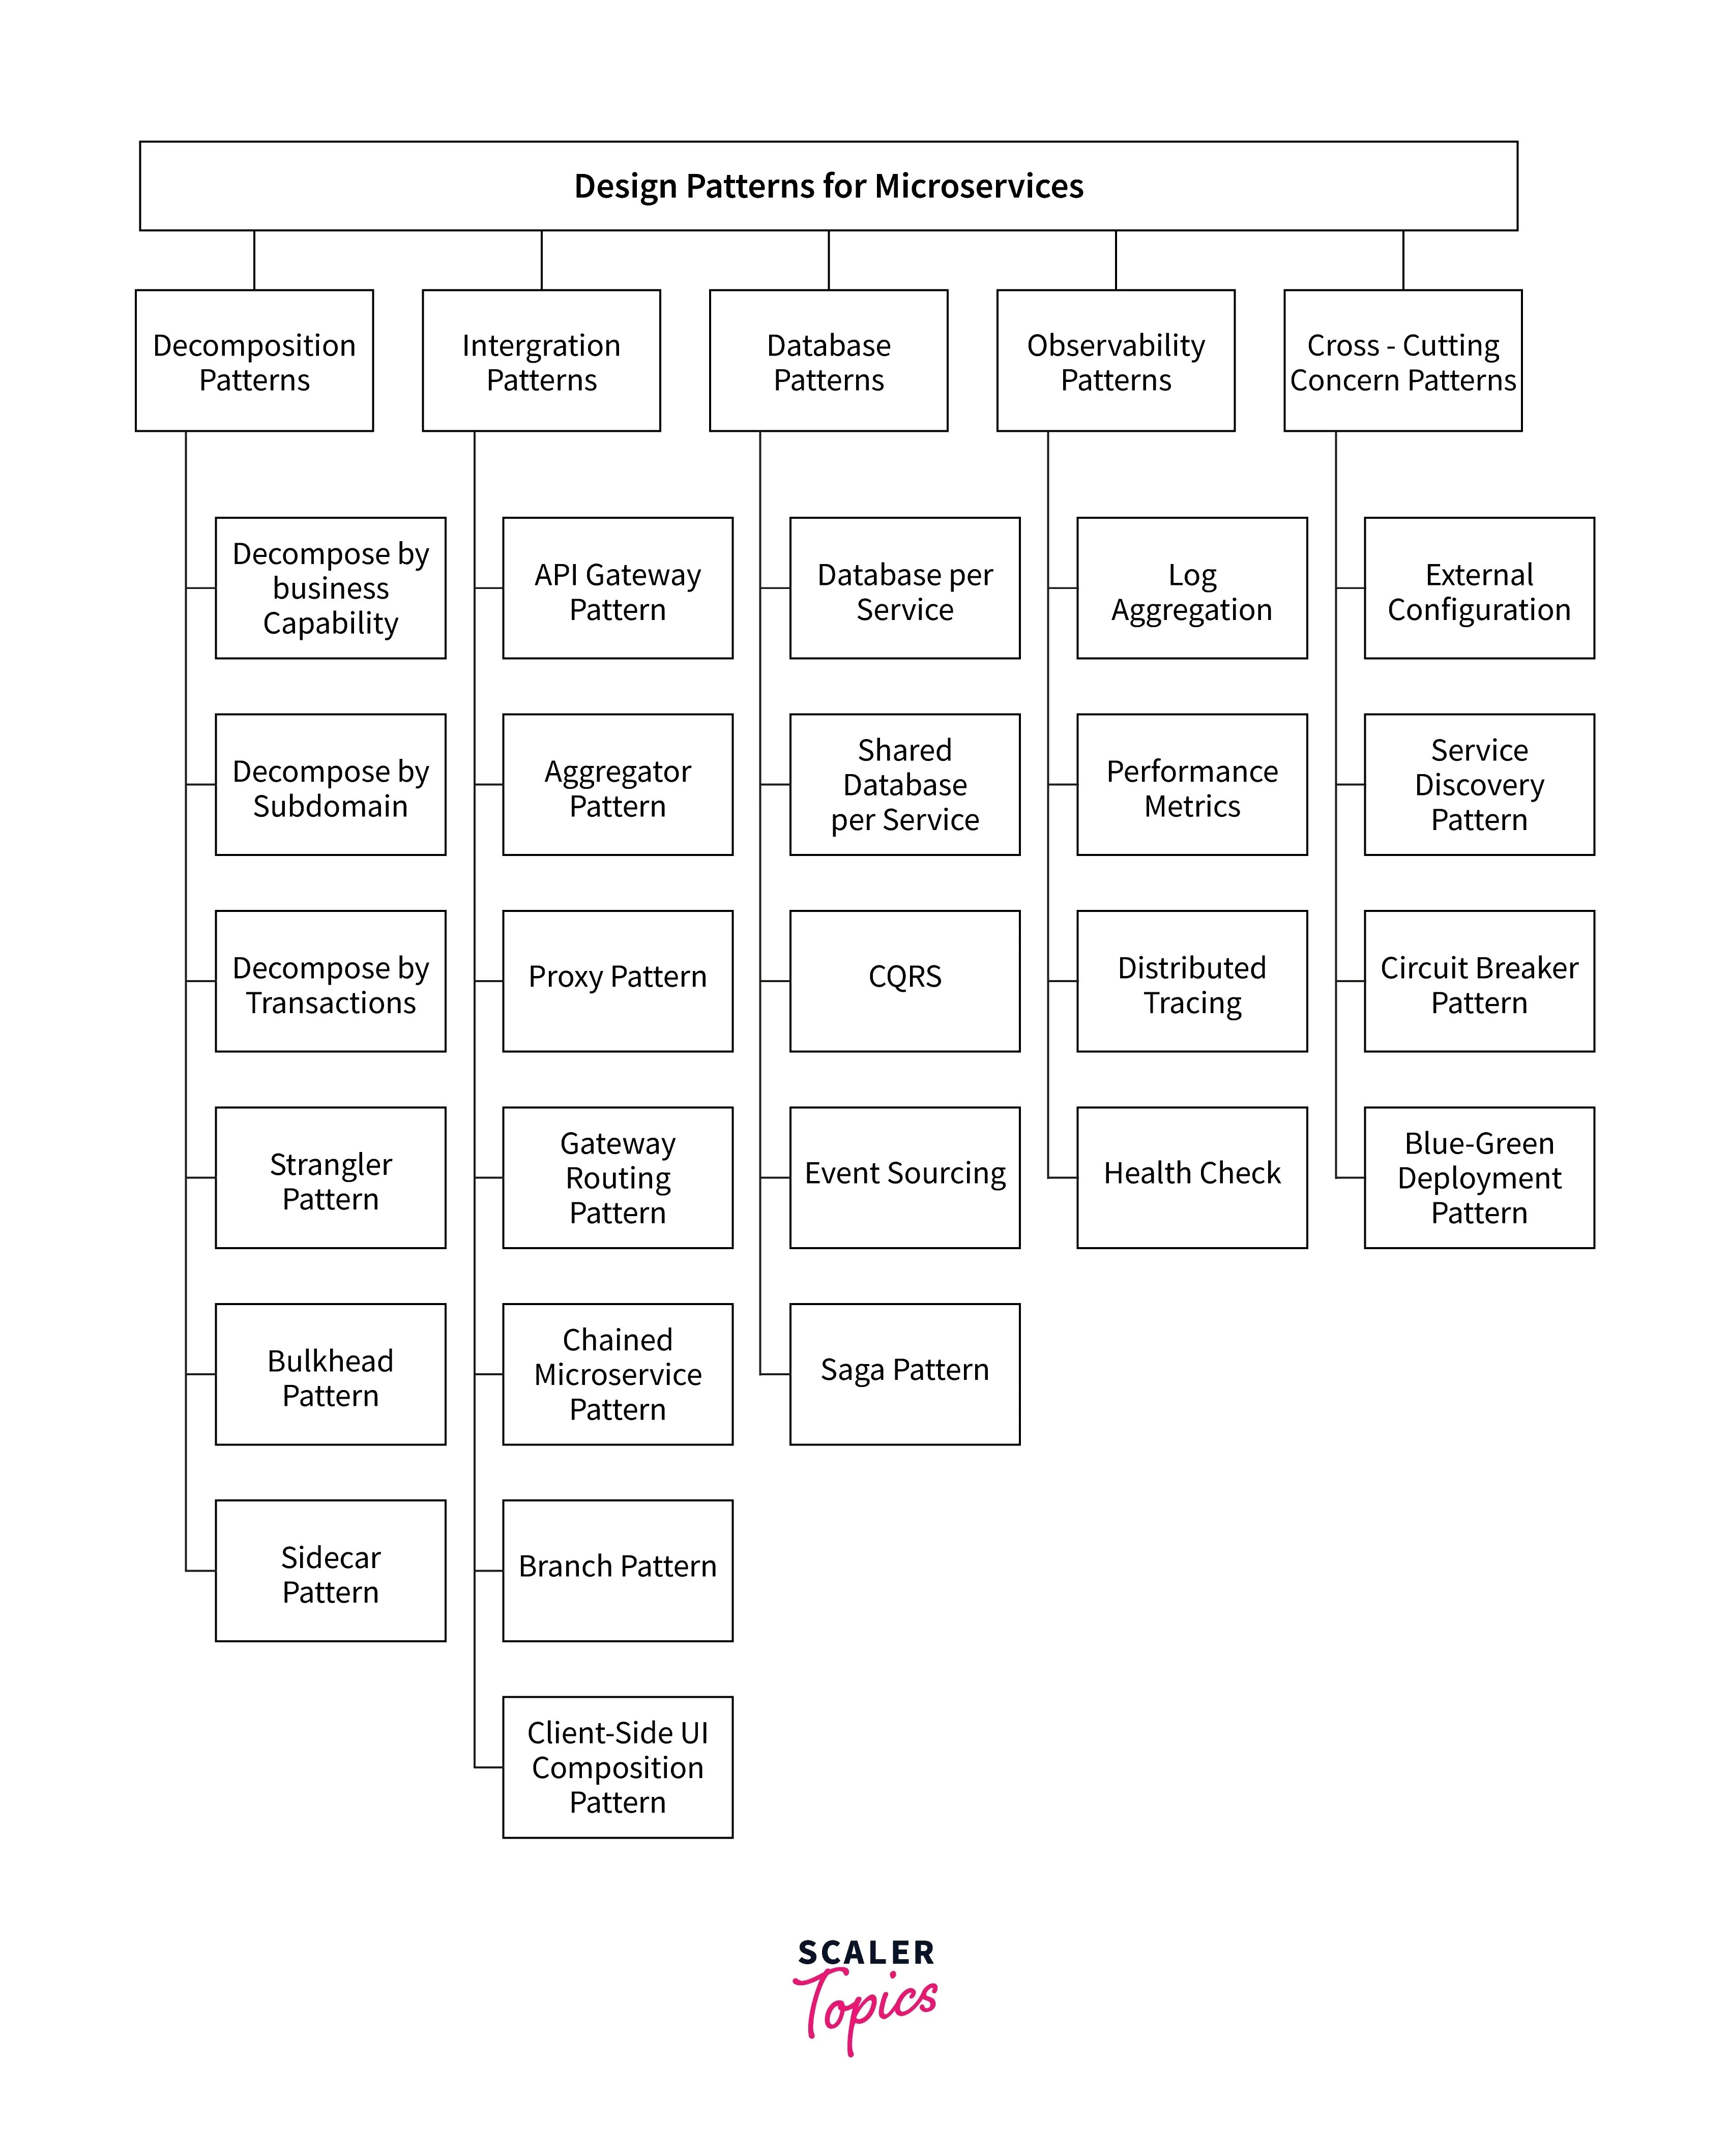 Design Patterns for Microservices
Decomposition
Patterns
Intergration
Patterns
Database
Patterns
Observability
Patterns
Cross - Cutting
Concern Patterns
Decompose by
business
Capability
Decompose by
Subdomain
Decompose by
Transactions
Strangler
Pattern
Bulkhead
Pattern
Sidecar
Pattern
API Gateway
Pattern
Aggregator
Pattern
Proxy Pattern
Gateway
Routing
Pattern
Chained
Microservice
Pattern
Branch Pattern
Client-Side UI
Composition
Pattern
Database per
Service
Shared
Database
per Service
CQRS
Event Sourcing
Saga Pattern
Log
Aggregation
Performance
Metrics
Distributed
Tracing
Health Check
External
Configuration
Service
Discovery
Pattern
Circuit Breaker
Pattern
Blue-Green
Deployment
Pattern
SCALER
Topics